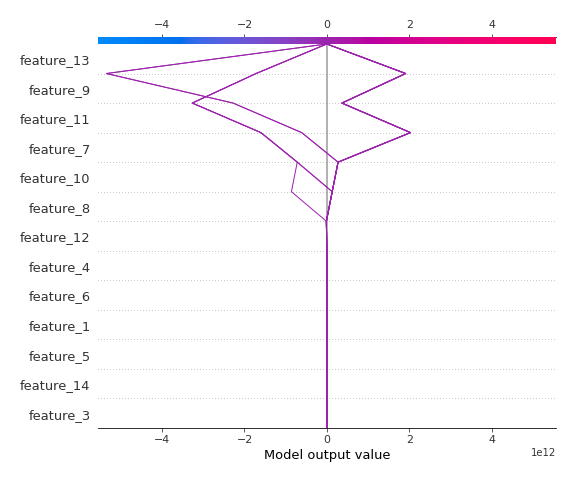 −4 −2 0 2 4
feature_13
feature_9
feature_11
feature_7
feature_10
feature_8
feature_12
feature_4
feature_6
feature_1
feature_5
feature_14
feature_3
−4 −2 0 2 4
1e12
Model output value